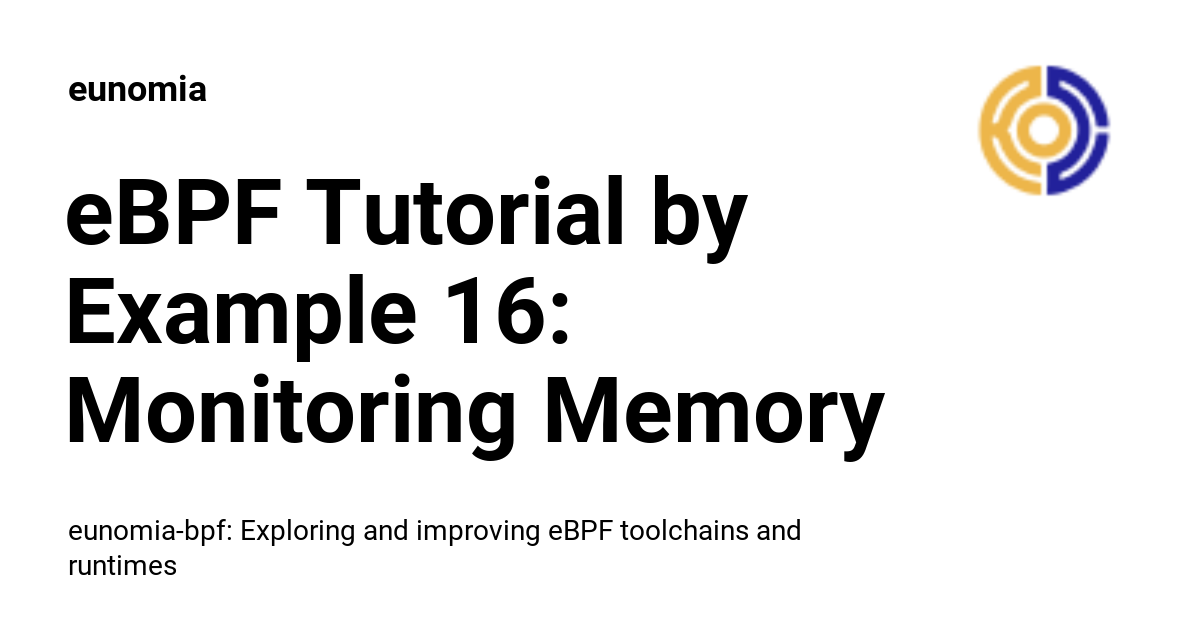 eunomia
eBPF Tutorial by
Example 16:
Monitoring Memory
eunomia-bpf: Exploring and improving eBPF toolchains and
runtimes